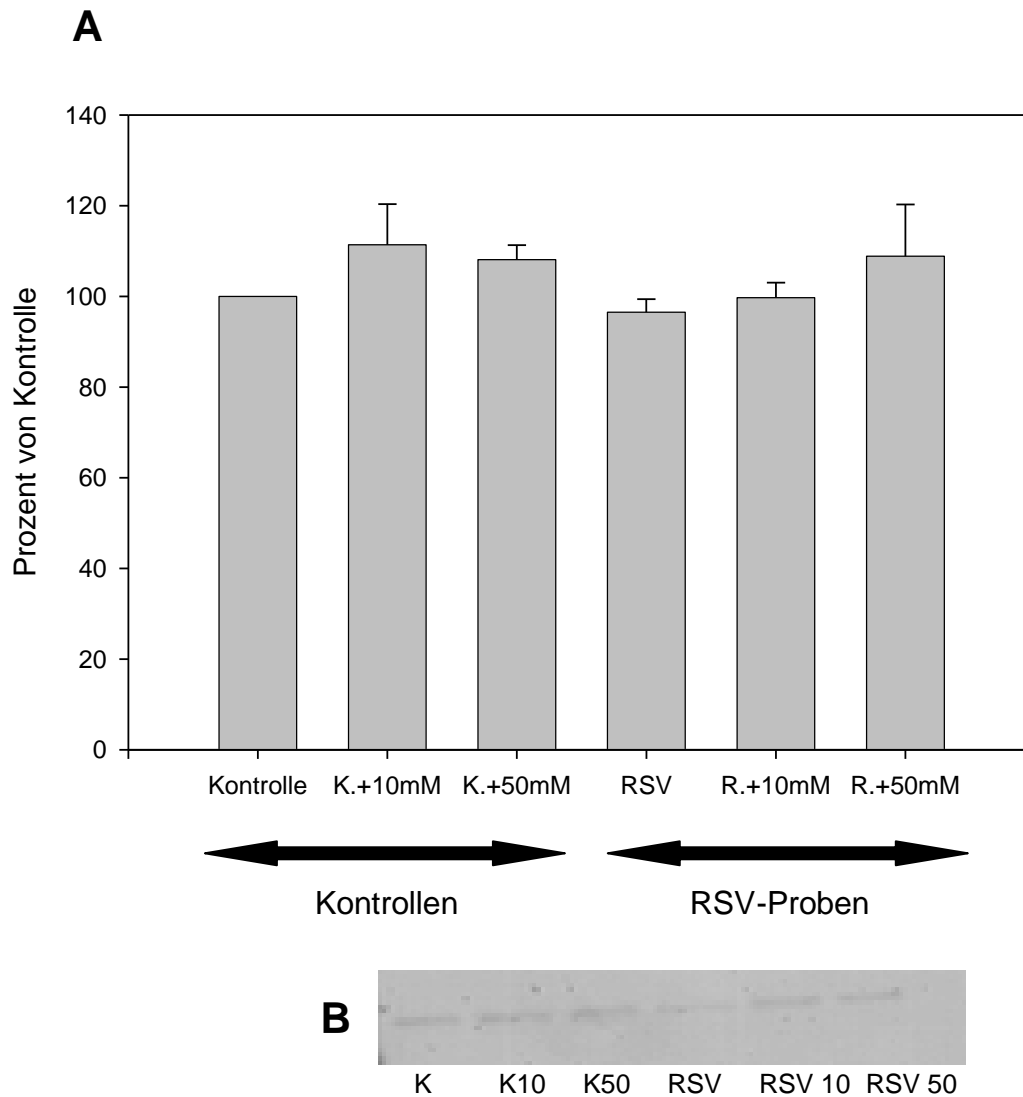 A
140
120
100
80
60
40
20
0
Prozent von Kontrolle
Kontrolle K.+10mM K.+50mM RSV R.+10mM R.+50mM
Kontrollen RSV-Proben
B
K K10 K50 RSV RSV 10 RSV 50